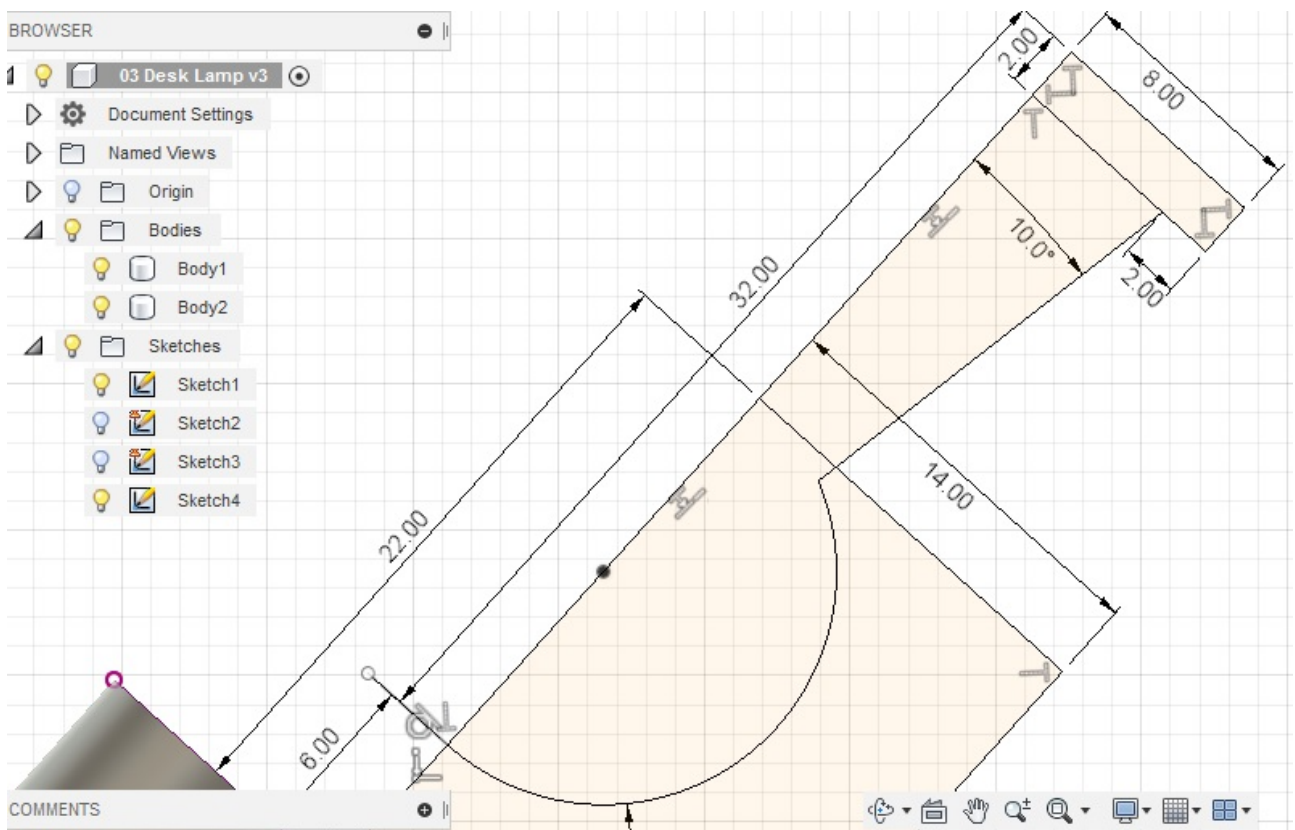 BROWSER
03 Desk Lamp v3
Document Settings
Named Views
Origin
Bodies
Body1
Body2
Sketches
Sketch1
Sketch2
Sketch3
Sketch4
2.00
8.00
10.0°
2.00
32.00
14.00
22.00
6.00
COMMENTS